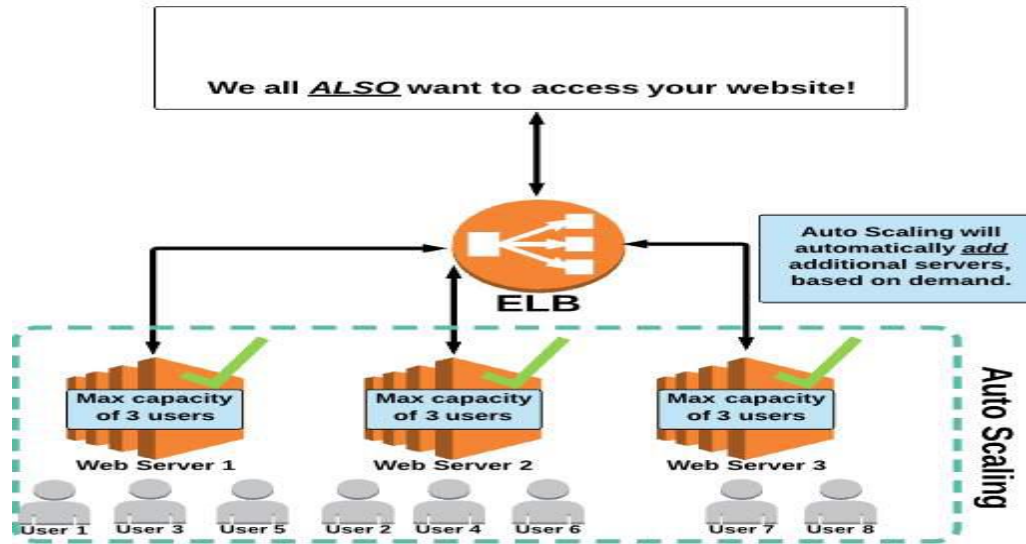 We all ALSO want to access your website!
Auto Scaling will
automatically add
additional servers,
based on demand.
ELB
Max capacity
of 3 users
Max capacity
of 3 users
Max capacity
of 3 users
Web Server 1
Web Server 2
Web Server 3
User 1
User 3
User 5
User 2
User 4
User 6
User 7
User 8
Auto Scaling